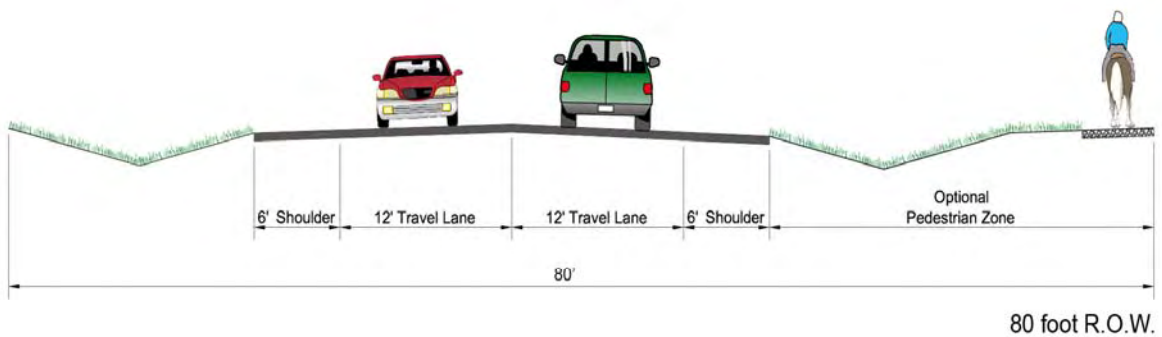 Optional
6' Shoulder 12' Travel Lane 12' Travel Lane 6' Shoulder Pedestrian Zone
80'
80 foot R.O.W.